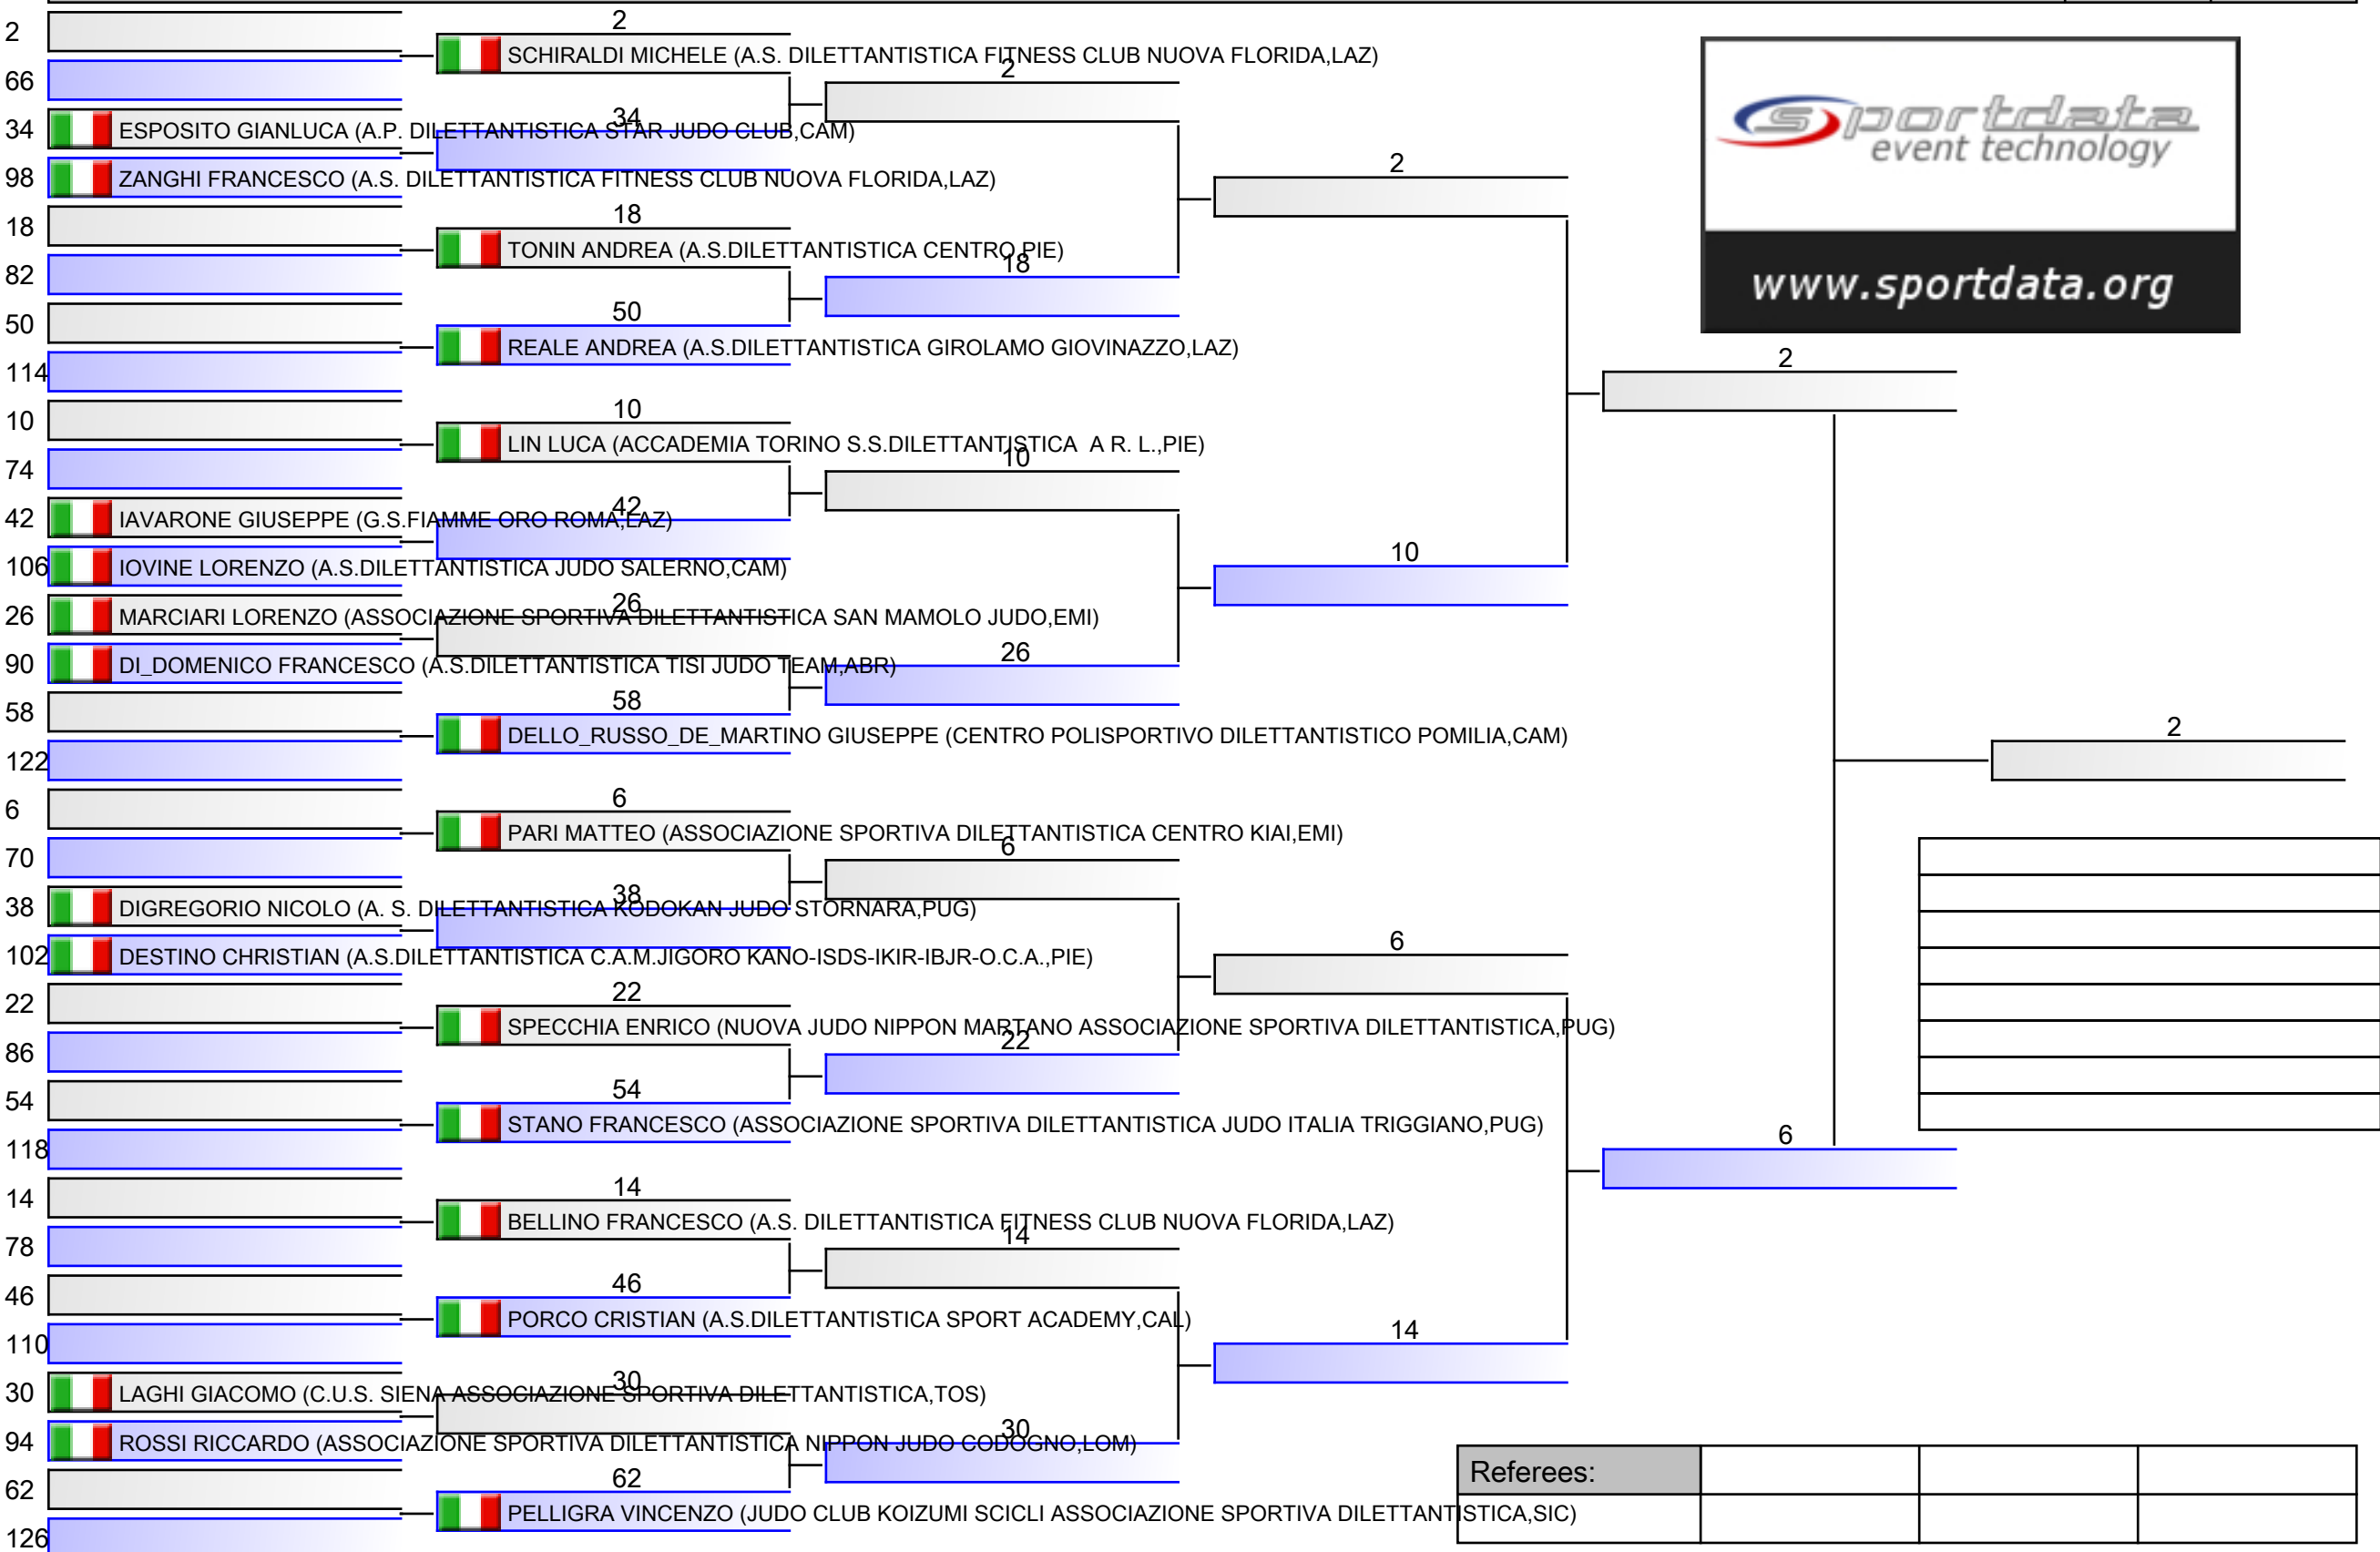 2
2
SCHIRALDI MICHELE (A.S. DILETTANTISTICA FITNESS CLUB NUOVA FLORIDA,LAZ)
2
66
34
34 ESPOSITO GIANLUCA (A.P. DILETTANTISTICA STAR JUDO CLUB,CAM)
sportdata
event technology
2
98 ZANGHI FRANCESCO (A.S. DILETTANTISTICA FITNESS CLUB NUOVA FLORIDA,LAZ)
18
18
TONIN ANDREA (A.S.DILETTANTISTICA CENTRO,PIE)
18
82
www.sportdata.org
50
50
REALE ANDREA (A.S.DILETTANTISTICA GIROLAMO GIOVINAZZO,LAZ)
2
114
10
10
LIN LUCA (ACCADEMIA TORINO S.S.DILETTANTISTICA A R. L.,PIE)
10
74
42
42 IAVARONE GIUSEPPE (G.S.FIAMME ORO ROMA,LAZ)
10
106 IOVINE LORENZO (A.S.DILETTANTISTICA JUDO SALERNO,CAM)
26
26 MARCIARI LORENZO (ASSOCIAZIONE SPORTIVA DILETTANTISTICA SAN MAMOLO JUDO,EMI)
26
90 DI_DOMENICO FRANCESCO (A.S.DILETTANTISTICA TISI JUDO TEAM,ABR)
58
58
DELLO_RUSSO_DE_MARTINO GIUSEPPE (CENTRO POLISPORTIVO DILETTANTISTICO POMILIA,CAM)
2
122
6
6
PARI MATTEO (ASSOCIAZIONE SPORTIVA DILETTANTISTICA CENTRO KIAI,EMI)
6
70
38
38 DIGREGORIO NICOLO (A. S. DILETTANTISTICA KODOKAN JUDO STORNARA,PUG)
6
102 DESTINO CHRISTIAN (A.S.DILETTANTISTICA C.A.M.JIGORO KANO-ISDS-IKIR-IBJR-O.C.A.,PIE)
22
22
SPECCHIA ENRICO (NUOVA JUDO NIPPON MARTANO ASSOCIAZIONE SPORTIVA DILETTANTISTICA,PUG)
22
86
54
54
STANO FRANCESCO (ASSOCIAZIONE SPORTIVA DILETTANTISTICA JUDO ITALIA TRIGGIANO,PUG)
6
118
14
14
BELLINO FRANCESCO (A.S. DILETTANTISTICA FITNESS CLUB NUOVA FLORIDA,LAZ)
14
78
46
46
PORCO CRISTIAN (A.S.DILETTANTISTICA SPORT ACADEMY,CAL)
14
110
30
30 LAGHI GIACOMO (C.U.S. SIENA ASSOCIAZIONE SPORTIVA DILETTANTISTICA,TOS)
30
94 ROSSI RICCARDO (ASSOCIAZIONE SPORTIVA DILETTANTISTICA NIPPON JUDO CODOGNO,LOM)
Referees:
62
62
PELLIGRA VINCENZO (JUDO CLUB KOIZUMI SCICLI ASSOCIAZIONE SPORTIVA DILETTANTISTICA,SIC)
126